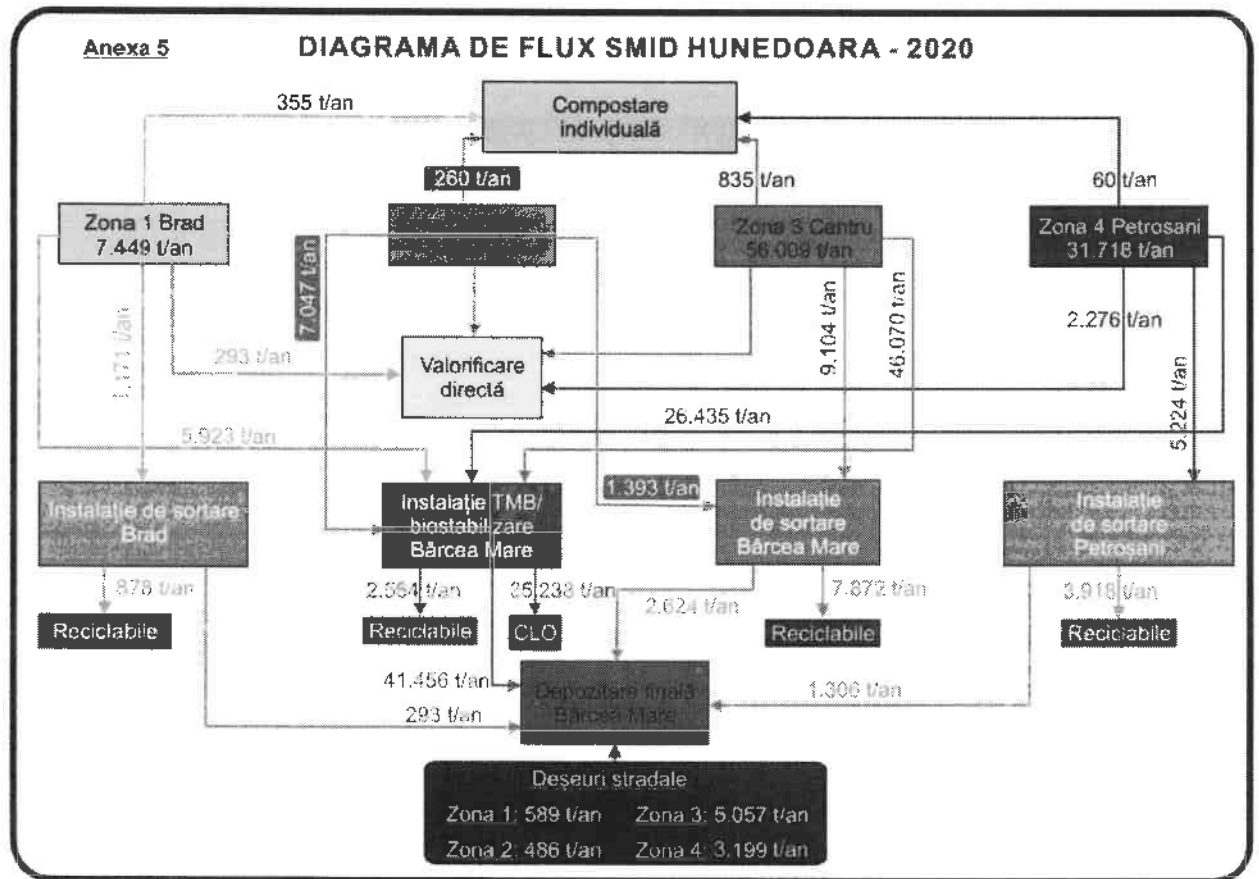 Anexa 5
DIAGRAMA DE FLUX SMID HUNEDOARA - 2020
355 t/an
Compostare
individuală
260 t/an
835 t/an
60 t/an
Zona 1 Brad
7.449 t/an
Zona 3 Centru
56.009 t/an
Zona 4 Petroșani
31.718 t/an
7.047 t/an
1.171 t/an
293 t/an
Valorificare
directă
9.104 t/an
46.070 t/an
2.276 t/an
5.224 t/an
26.435 t/an
5.923 t/an
Instalație de sortare
Brad
Instalație TMB/
biostabilizare
Bârcea Mare
1.393 t/an
Instalație
de sortare
Bârcea Mare
Instalație
de sortare
Petroșani
878 t/an
t/an
t/an
2.624 t/an
7.872 t/an
3.918 t/an
Reciclabile
Reciclabile
CLO
Reciclabile
Reciclabile
41.456 t/an
293 t/an
Depozitare finală
Bârcea Mare
1.306 t/an
Deșeuri stradale
Zona 1: 589 t/an Zona 3: 5.057 t/an
Zona 2: 486 t/an Zona 4: 3.199 t/an